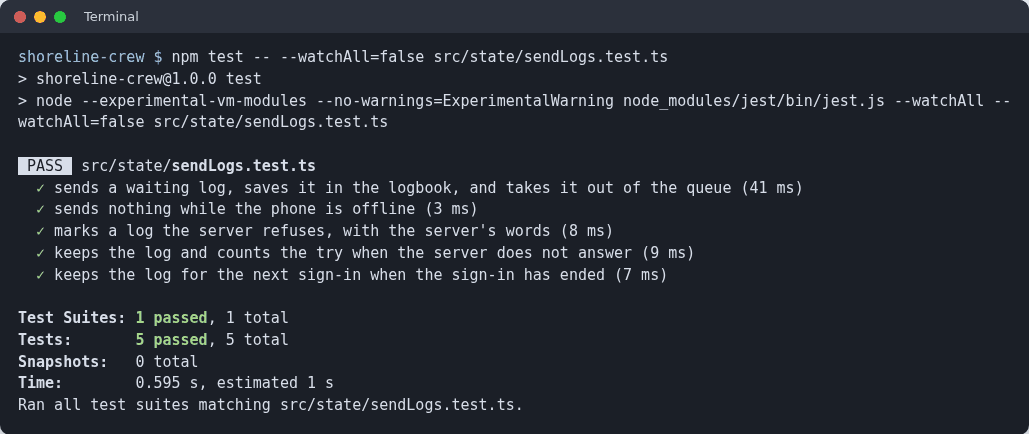 Terminal
shoreline-crew $ npm test -- --watchAll=false src/state/sendLogs.test.ts
> shoreline-crew@1.0.0 test
> node --experimental-vm-modules --no-warnings=ExperimentalWarning node_modules/jest/bin/jest.js --watchAll --
watchAll=false src/state/sendLogs.test.ts
PASS src/state/sendLogs.test.ts
✓ sends a waiting log, saves it in the logbook, and takes it out of the queue (41 ms)
✓ sends nothing while the phone is offline (3 ms)
✓ marks a log the server refuses, with the server's words (8 ms)
✓ keeps the log and counts the try when the server does not answer (9 ms)
✓ keeps the log for the next sign-in when the sign-in has ended (7 ms)
Test Suites: 1 passed, 1 total
Tests: 5 passed, 5 total
Snapshots: 0 total
Time: 0.595 s, estimated 1 s
Ran all test suites matching src/state/sendLogs.test.ts.